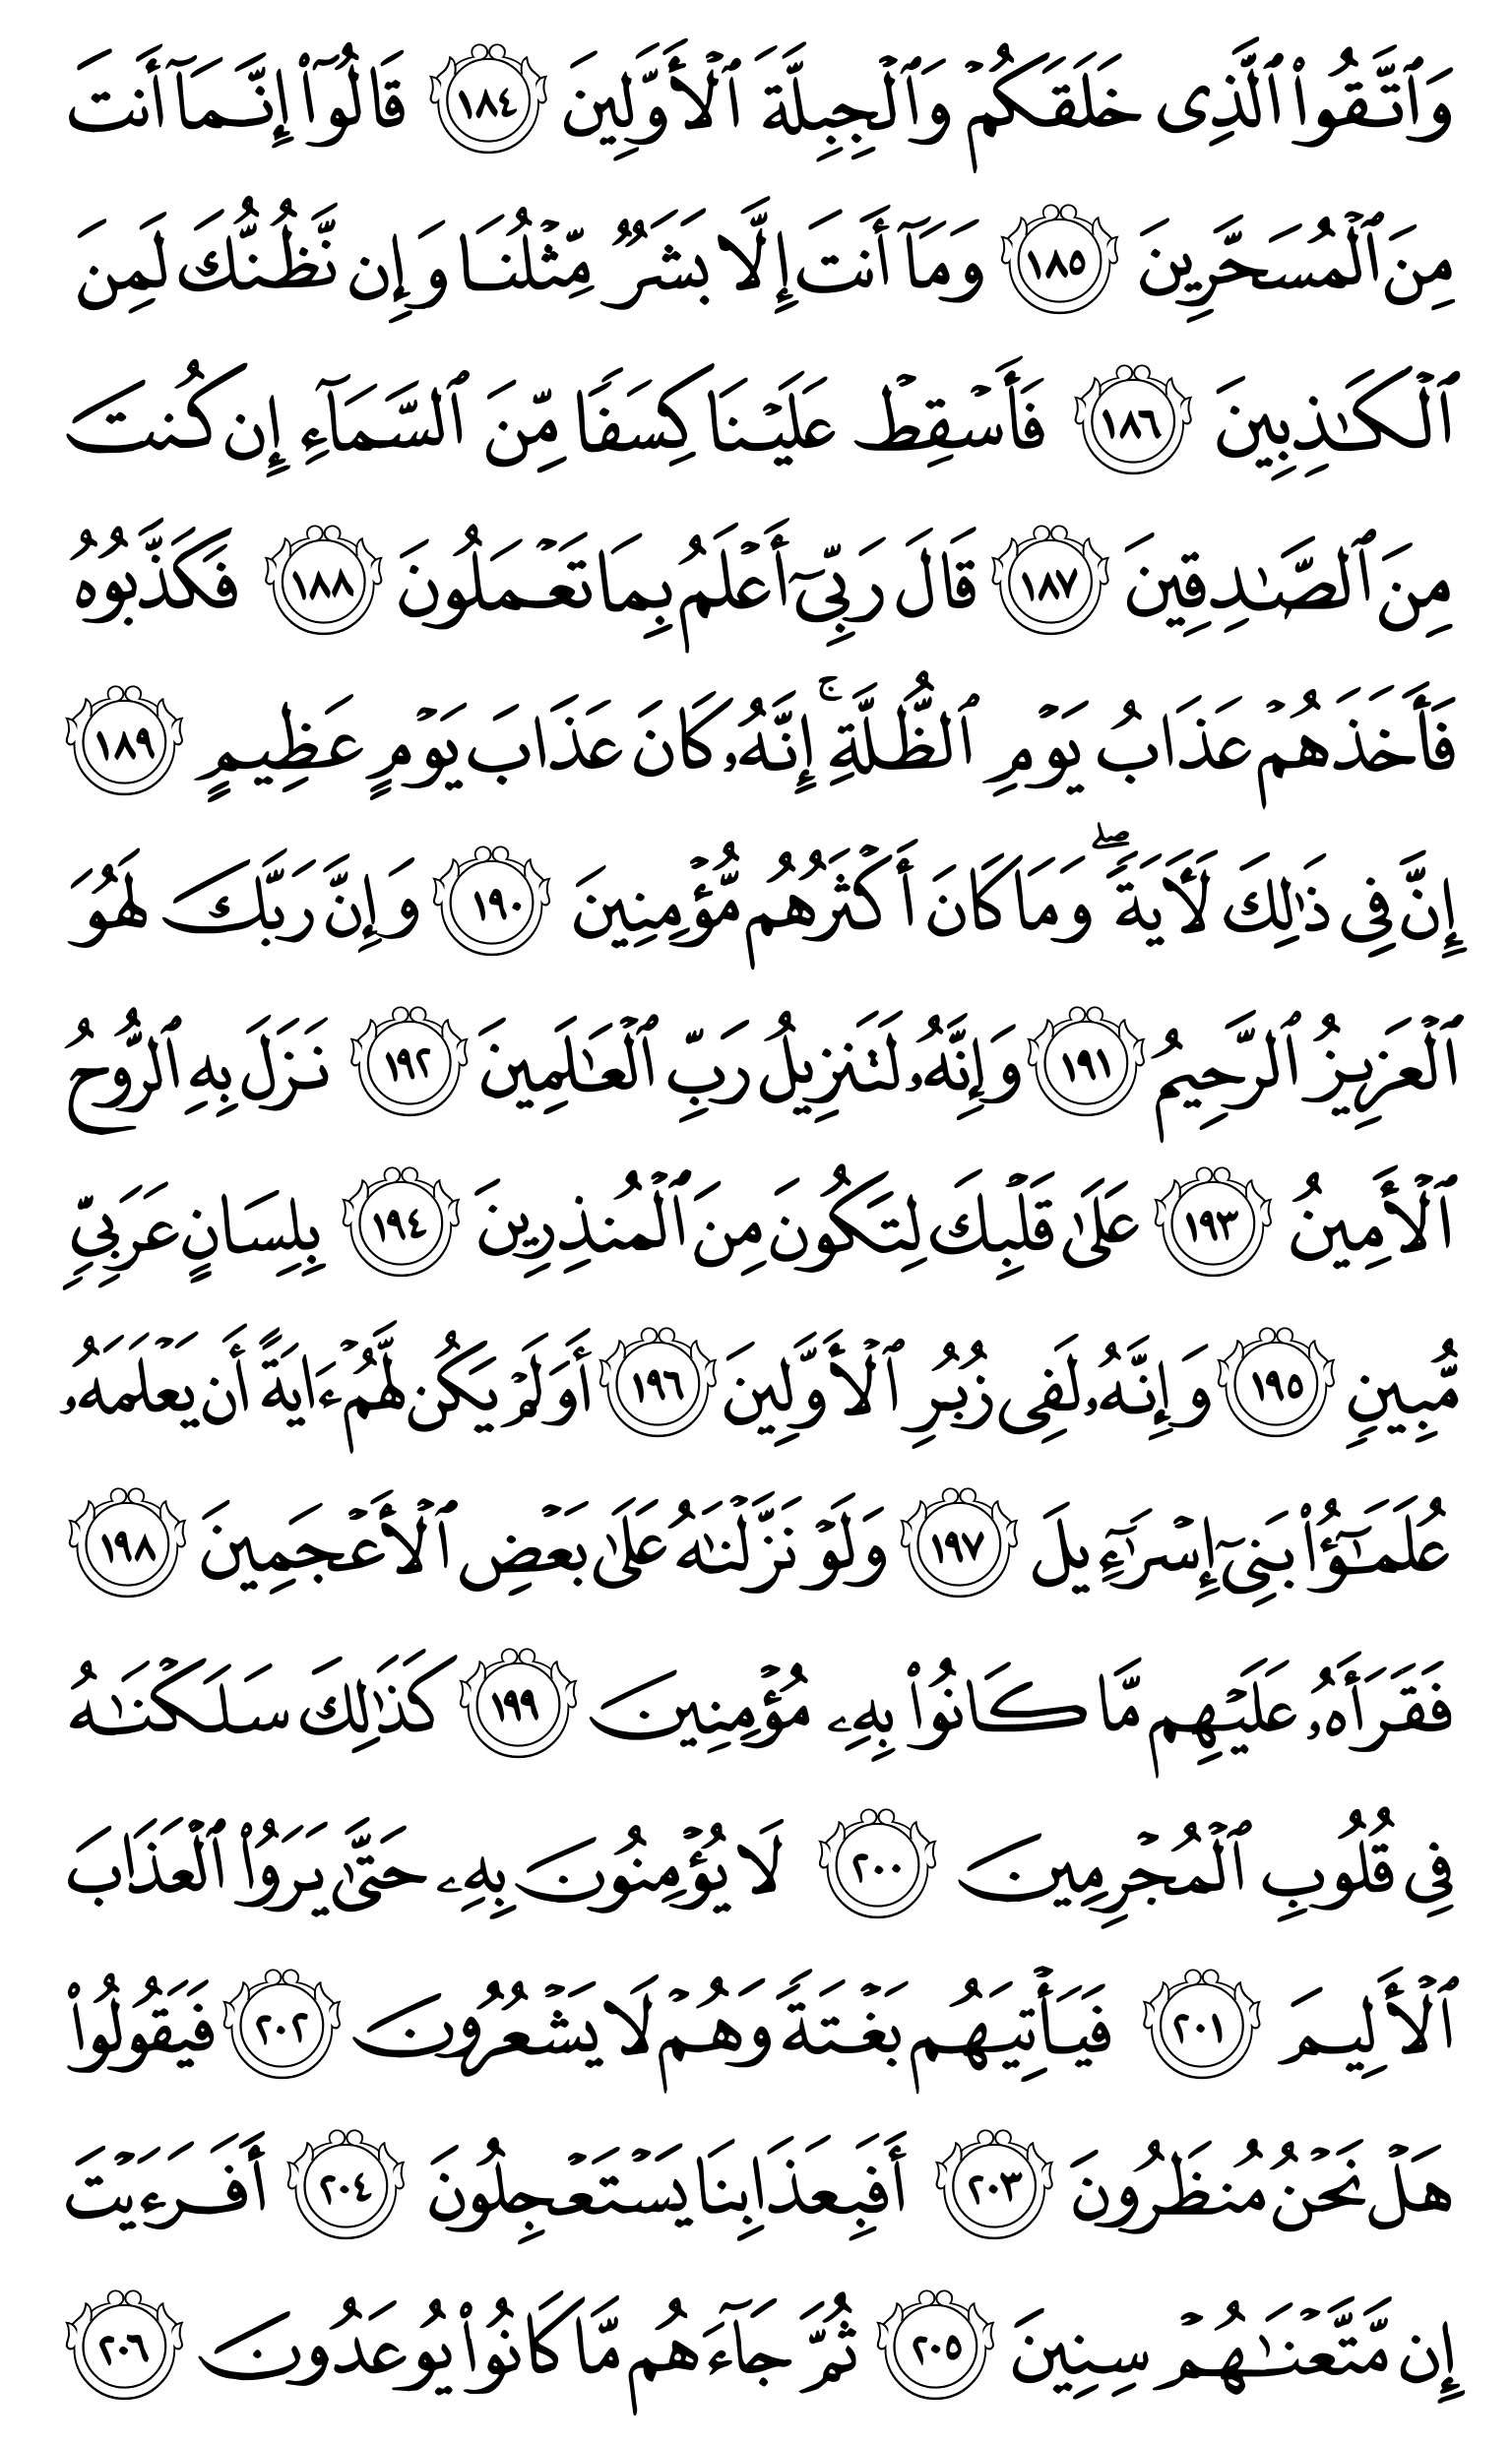 وَٱتَّقُوا۟ ٱلَّذِى خَلَقَكُمْ وَٱلْجِبِلَّةَ ٱلْأَوَّلِينَ ١٨٤ قَالُوٓا۟ إِنَّمَآ أَنتَ
مِنَ ٱلْمُسَحَّرِينَ ١٨٥ وَمَآ أَنتَ إِلَّا بَشَرٌ مِّثْلُنَا وَإِن نَّظُنُّكَ لَمِنَ
ٱلْكَـٰذِبِينَ ١٨٦ فَأَسْقِطْ عَلَيْنَا كِسَفًا مِّنَ ٱلسَّمَآءِ إِن كُنتَ
مِنَ ٱلصَّـٰدِقِينَ ١٨٧ قَالَ رَبِّىٓ أَعْلَمُ بِمَا تَعْمَلُونَ ١٨٨ فَكَذَّبُوهُ
فَأَخَذَهُمْ عَذَابُ يَوْمِ ٱلظُّلَّةِ ۚ إِنَّهُۥ كَانَ عَذَابَ يَوْمٍ عَظِيمٍ ١٨٩
إِنَّ فِى ذَٰلِكَ لَـَٔايَةً ۖ وَمَا كَانَ أَكْثَرُهُم مُّؤْمِنِينَ ١٩٠ وَإِنَّ رَبَّكَ لَهُوَ
ٱلْعَزِيزُ ٱلرَّحِيمُ ١٩١ وَإِنَّهُۥ لَتَنزِيلُ رَبِّ ٱلْعَـٰلَمِينَ ١٩٢ نَزَلَ بِهِ ٱلرُّوحُ
ٱلْأَمِينُ ١٩٣ عَلَىٰ قَلْبِكَ لِتَكُونَ مِنَ ٱلْمُنذِرِينَ ١٩٤ بِلِسَانٍ عَرَبِىٍّ
مُّبِينٍ ١٩٥ وَإِنَّهُۥ لَفِى زُبُرِ ٱلْأَوَّلِينَ ١٩٦ أَوَلَمْ يَكُن لَّهُمْ ءَايَةً أَن يَعْلَمَهُۥ
عُلَمَـٰٓؤُا۟ بَنِىٓ إِسْرَٰٓءِيلَ ١٩٧ وَلَوْ نَزَّلْنَـٰهُ عَلَىٰ بَعْضِ ٱلْأَعْجَمِينَ ١٩٨
فَقَرَأَهُۥ عَلَيْهِم مَّا كَانُوا۟ بِهِۦ مُؤْمِنِينَ ١٩٩ كَذَٰلِكَ سَلَكْنَـٰهُ
فِى قُلُوبِ ٱلْمُجْرِمِينَ ٢٠٠ لَا يُؤْمِنُونَ بِهِۦ حَتَّىٰ يَرَوُا۟ ٱلْعَذَابَ
ٱلْأَلِيمَ ٢٠١ فَيَأْتِيَهُم بَغْتَةً وَهُمْ لَا يَشْعُرُونَ ٢٠٢ فَيَقُولُوا۟
هَلْ نَحْنُ مُنظَرُونَ ٢٠٣ أَفَبِعَذَابِنَا يَسْتَعْجِلُونَ ٢٠٤ أَفَرَءَيْتَ
إِن مَّتَّعْنَـٰهُمْ سِنِينَ ٢٠٥ ثُمَّ جَآءَهُم مَّا كَانُوا۟ يُوعَدُونَ ٢٠٦